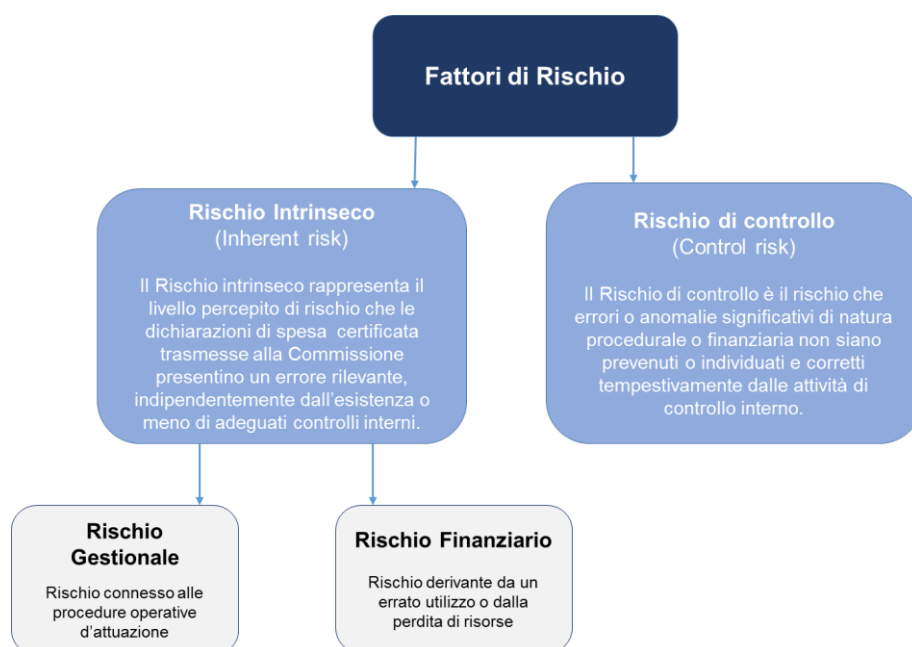 Fattori di Rischio
Rischio Intrinseco
(Inherent risk)
Il Rischio intrinseco rappresenta il
livello percepito di rischio che le
dichiarazioni di spesa certificata
trasmesse alla Commissione
presentino un errore rilevante,
indipendentemente dall'esistenza o
meno di adeguati controlli interni.
Rischio di controllo
(Control risk)
Il Rischio di controllo è il rischio che
errori o anomalie significativi di natura
procedurale o finanziaria non siano
prevenuti o individuati e corretti
tempestivamente dalle attività di
controllo interno.
Rischio
Gestionale
Rischio connesso alle
procedure operative
d'attuazione
Rischio Finanziario
Rischio derivante da un
errato utilizzo o dalla
perdita di risorse